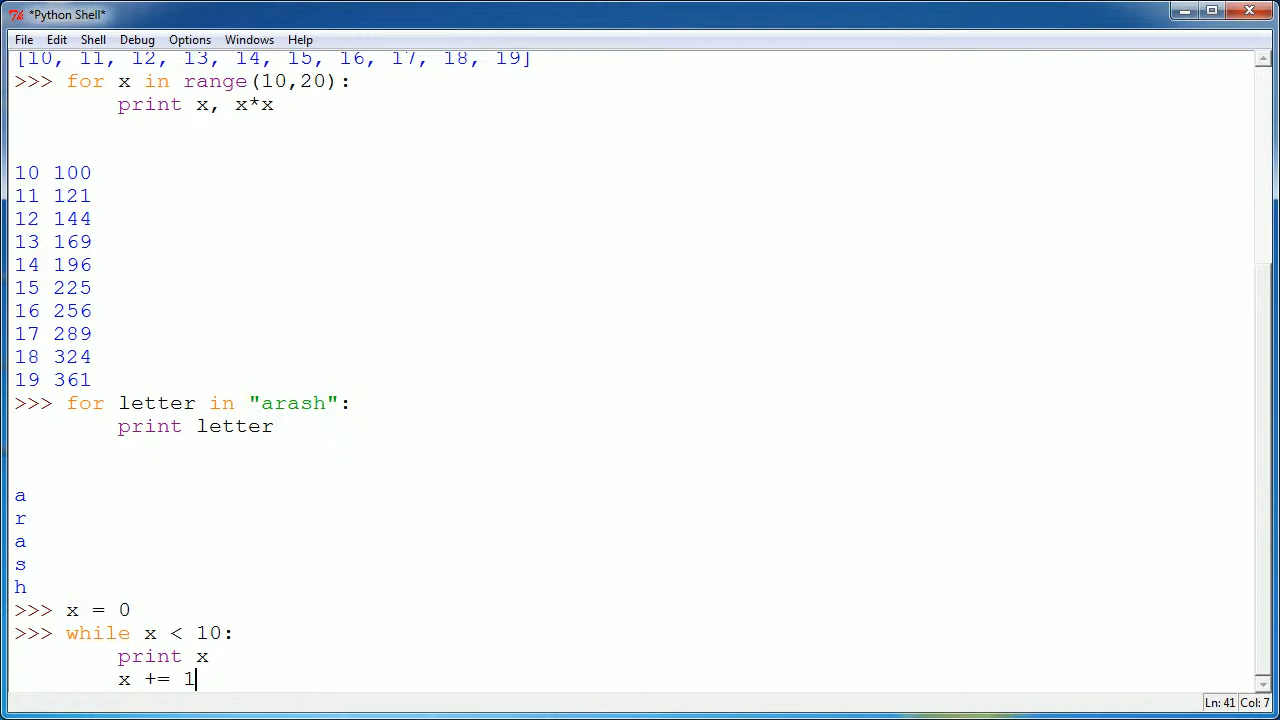 *Python Shell*
File Edit Shell Debug Options Windows Help
[10, 11, 12, 13, 14, 15, 16, 17, 18, 19]
>>> for x in range(10,20):
print x, x*x
10 100
11 121
12 144
13 169
14 196
15 225
16 256
17 289
18 324
19 361
>>> for letter in "arash":
print letter
a
r
a
s
h
>>> x = 0
>>> while x < 10:
print x
x += 1
Ln: 41 Col: 7